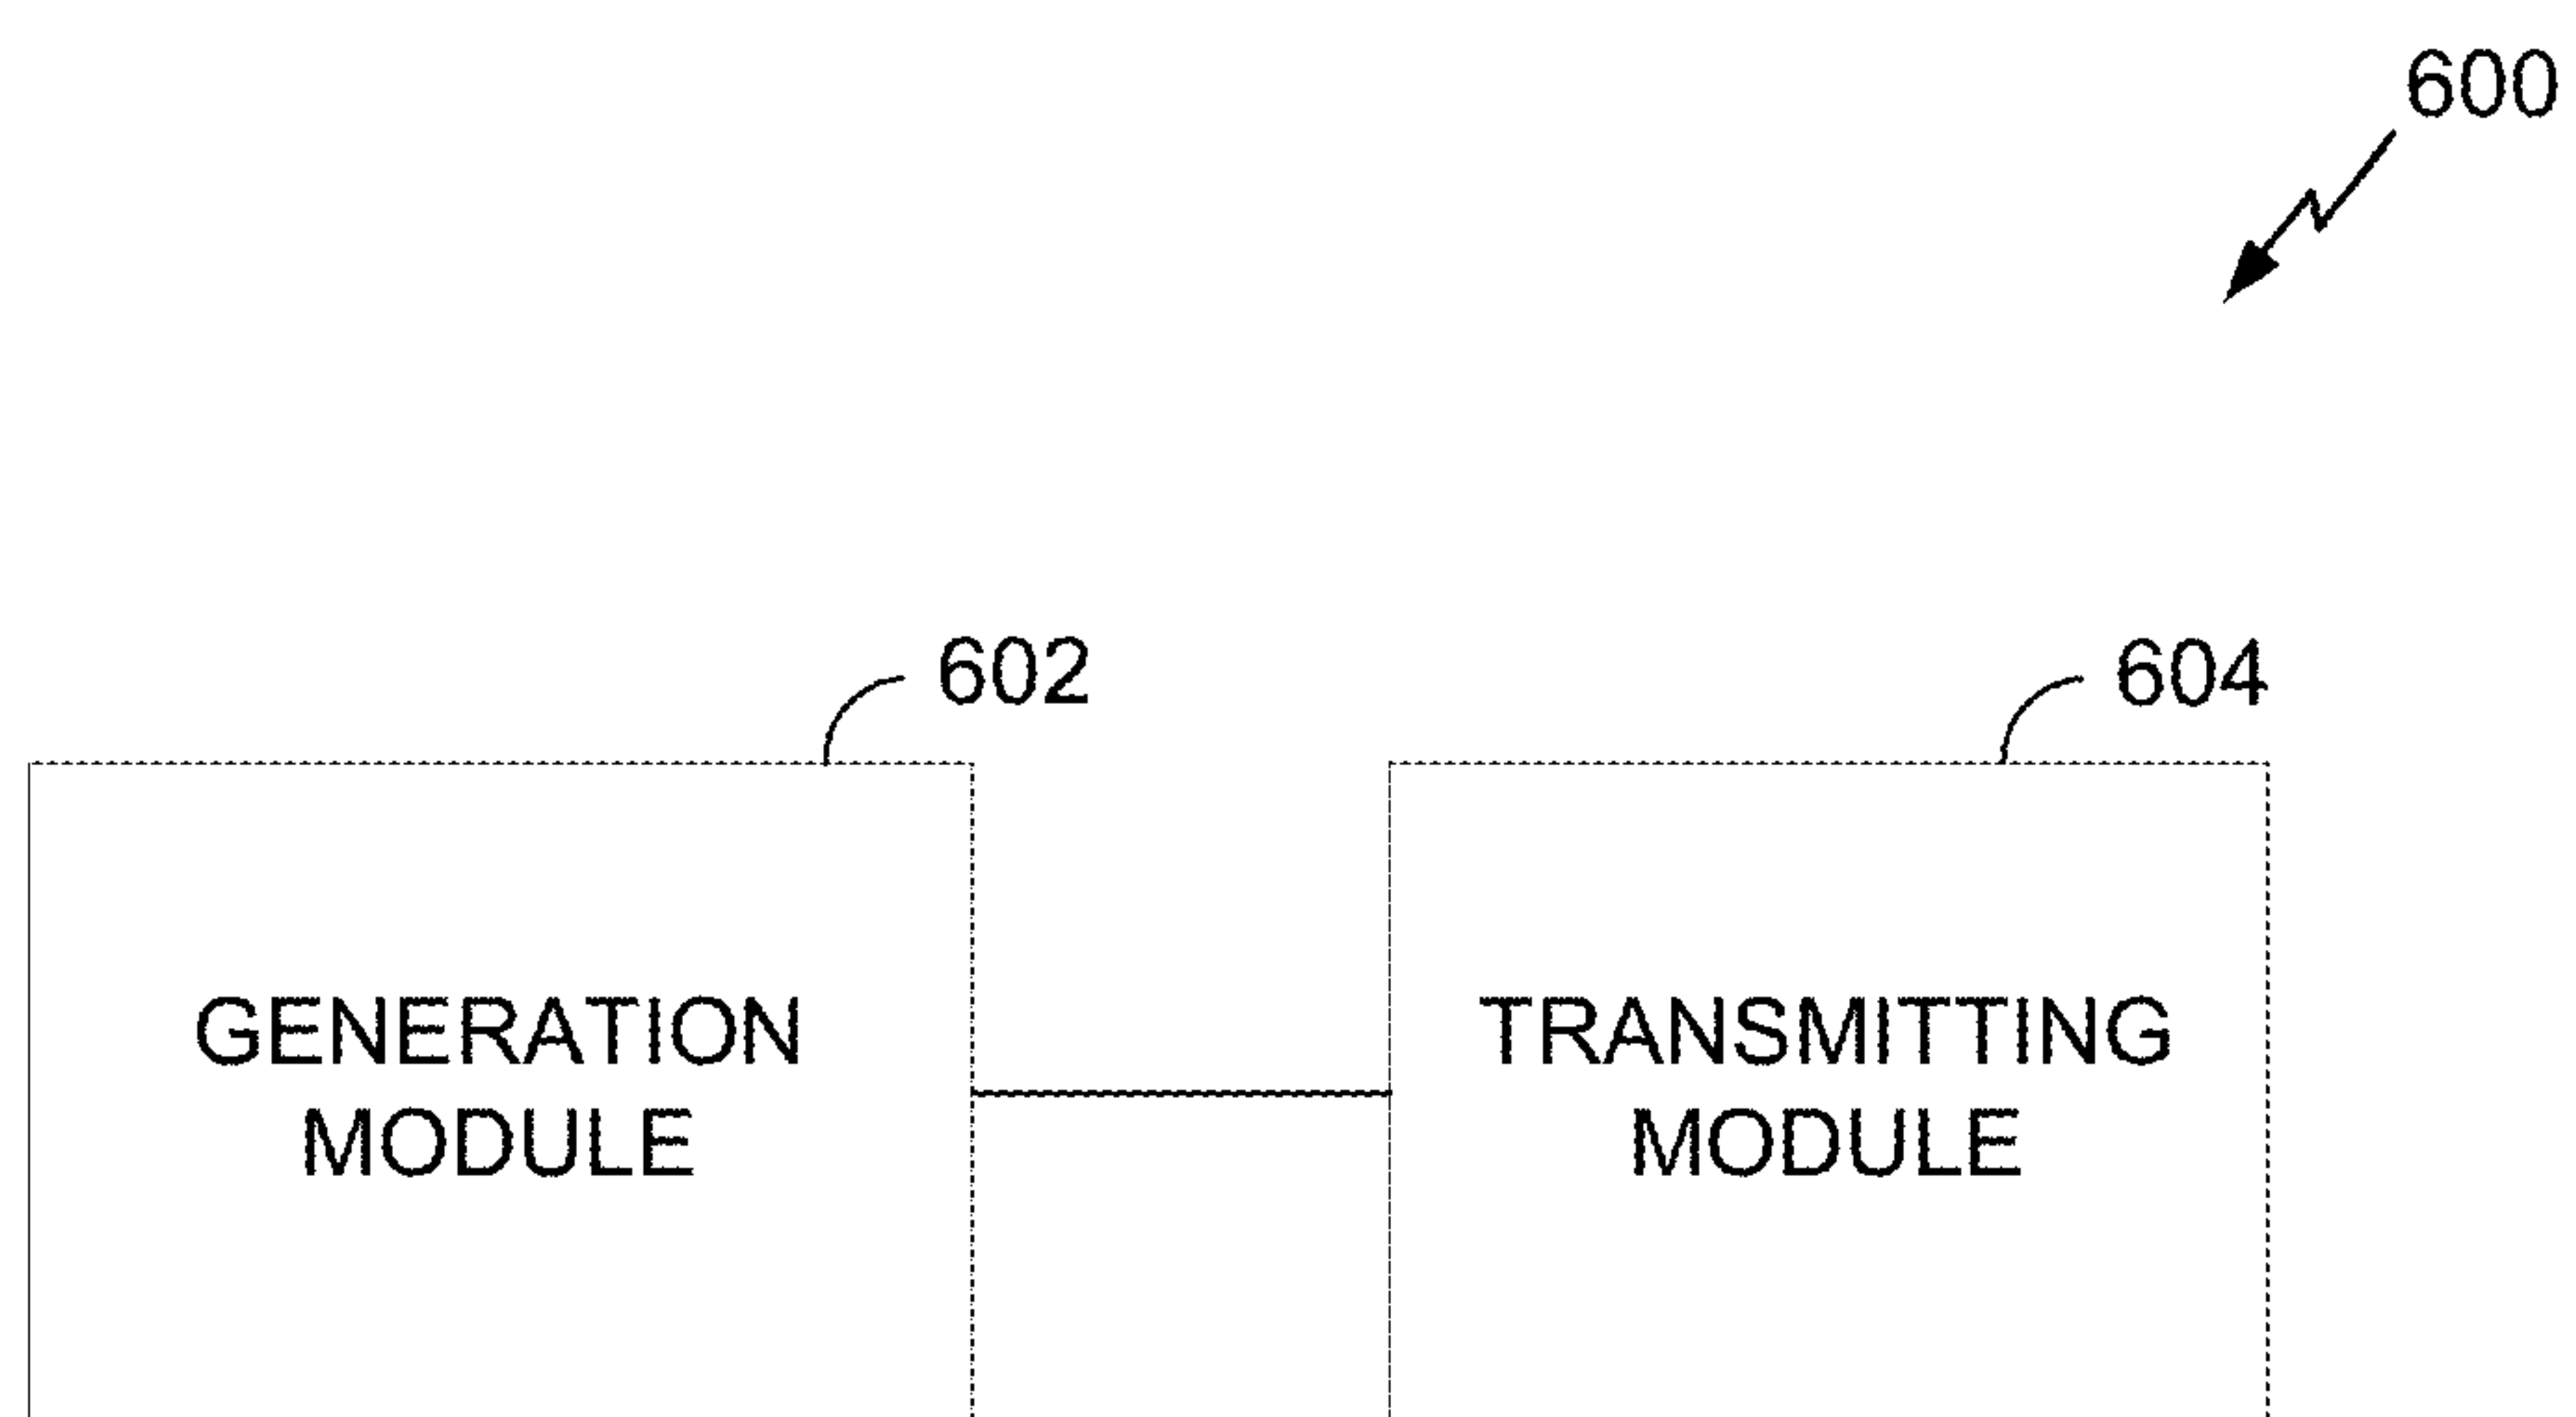 600
602
604
GENERATION
MODULE
TRANSMITTING
MODULE